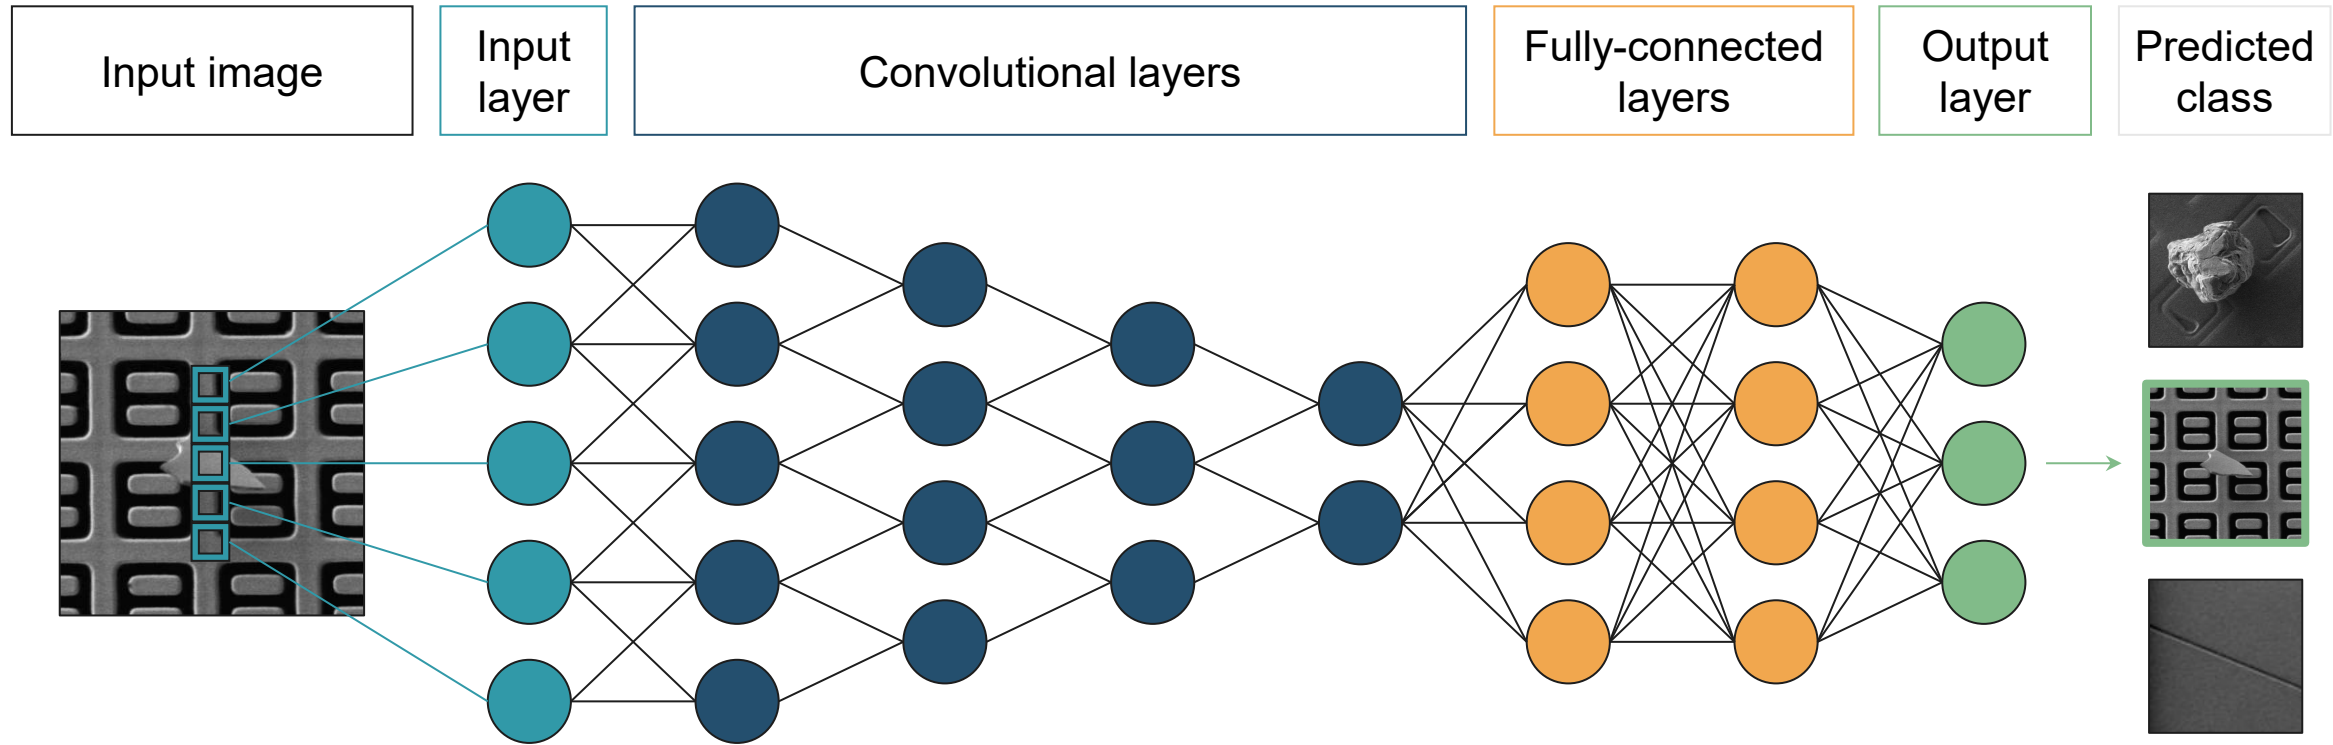 Input image
Input
layer
Convolutional layers
Fully-connected
layers
Output
layer
Predicted
class